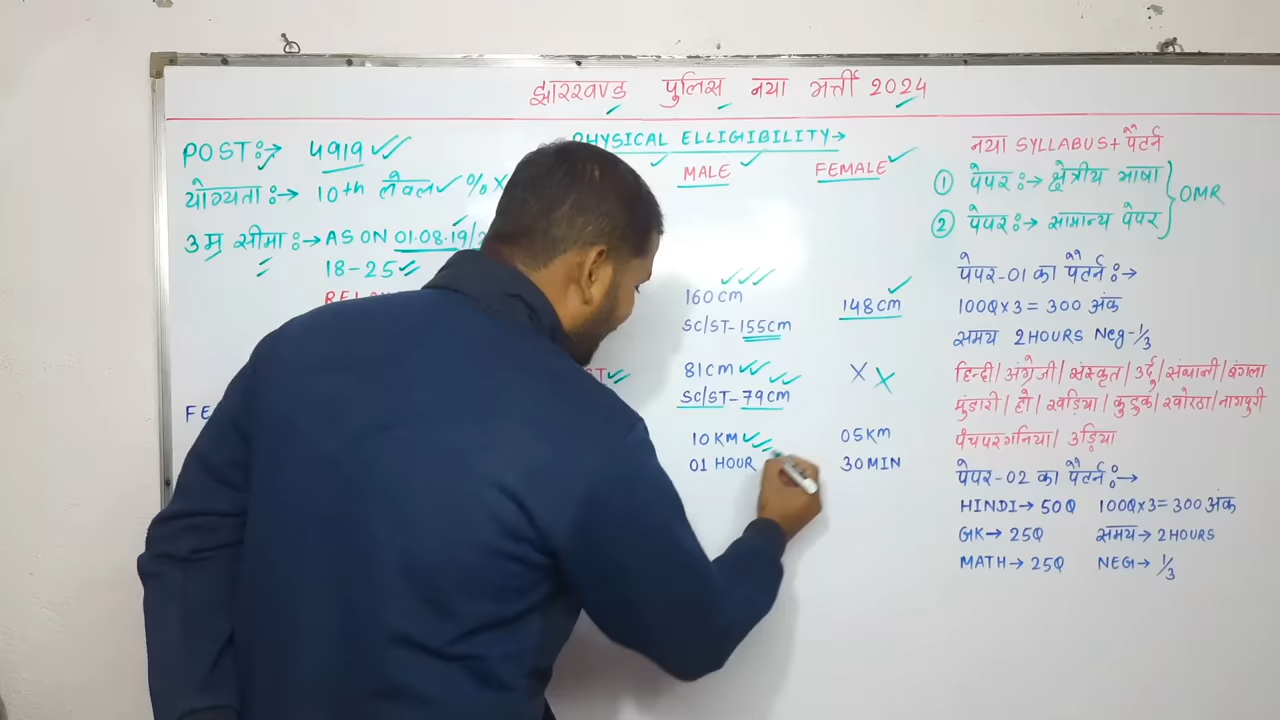 झारखण्ड पुलिस नया भर्ती 2024
POST:→ 4919
योग्यता:→ 10th लेवल % X
उम्र सीमा:→ AS ON 01.08.19/
18-25
PHYSICAL ELLIGIBILITY→
MALE FEMALE
160cm 148cm
SC/ST-155cm
81cm X X
SC/ST-79cm
10KM 05KM
01 HOUR 30MIN
नया SYLLABUS+ पैटर्न
① पेपर:→ क्षेत्रीय भाषा
② पेपर:→ सामान्य पेपर
OMR
पेपर-01 का पैटर्न:→
100Q×3=300 अंक
समय 2HOURS Neg-1/3
हिन्दी/अंग्रेजी/संस्कृत/उर्दू/संथाली/बंगला
मुंडारी/हो/खड़िया/कुडुक/खोरठा/नागपुरी
पंचपरगनिया/उड़िया
पेपर-02 का पैटर्न:→
HINDI→50Q 100Q×3=300अंक
GK→25Q समय→2HOURS
MATH→25Q NEG→1/3